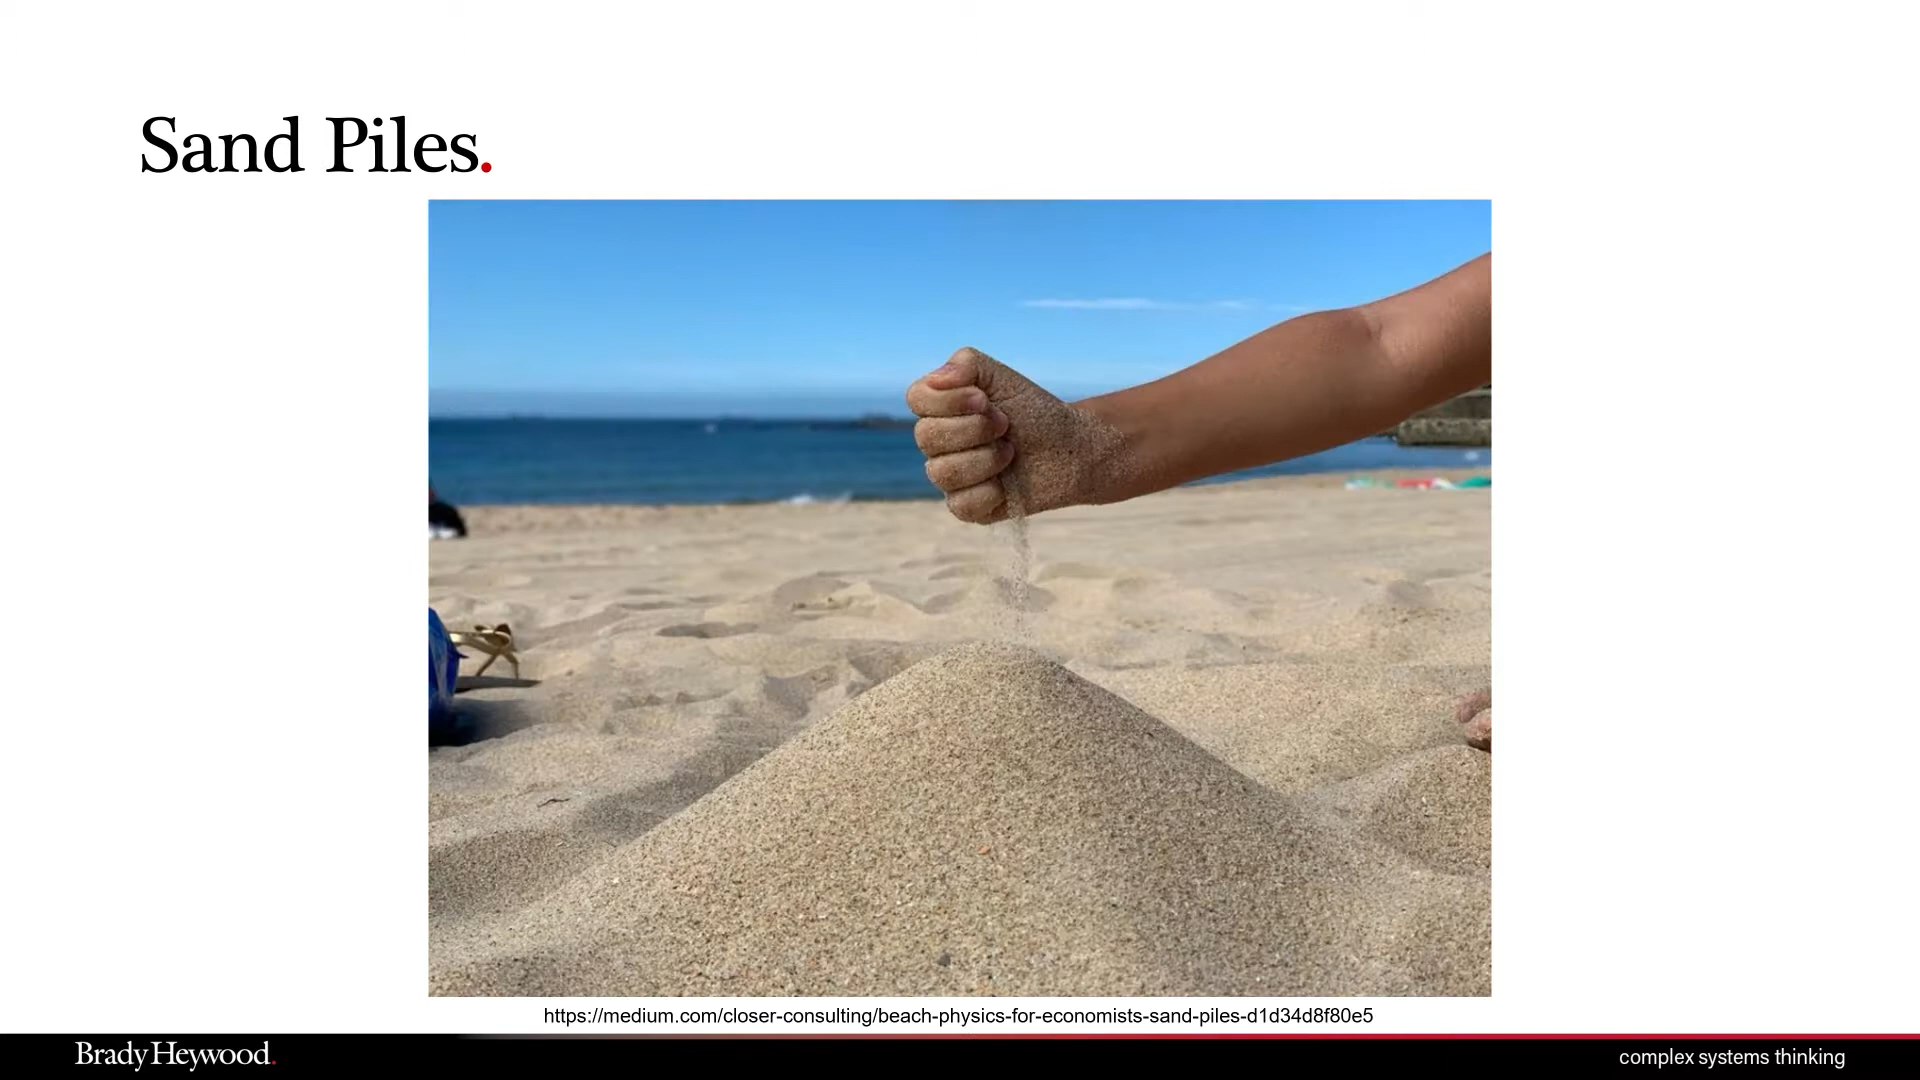 Sand Piles.
https://medium.com/closer-consulting/beach-physics-for-economists-sand-piles-d1d34d8f80e5
Brady Heywood.
complex systems thinking